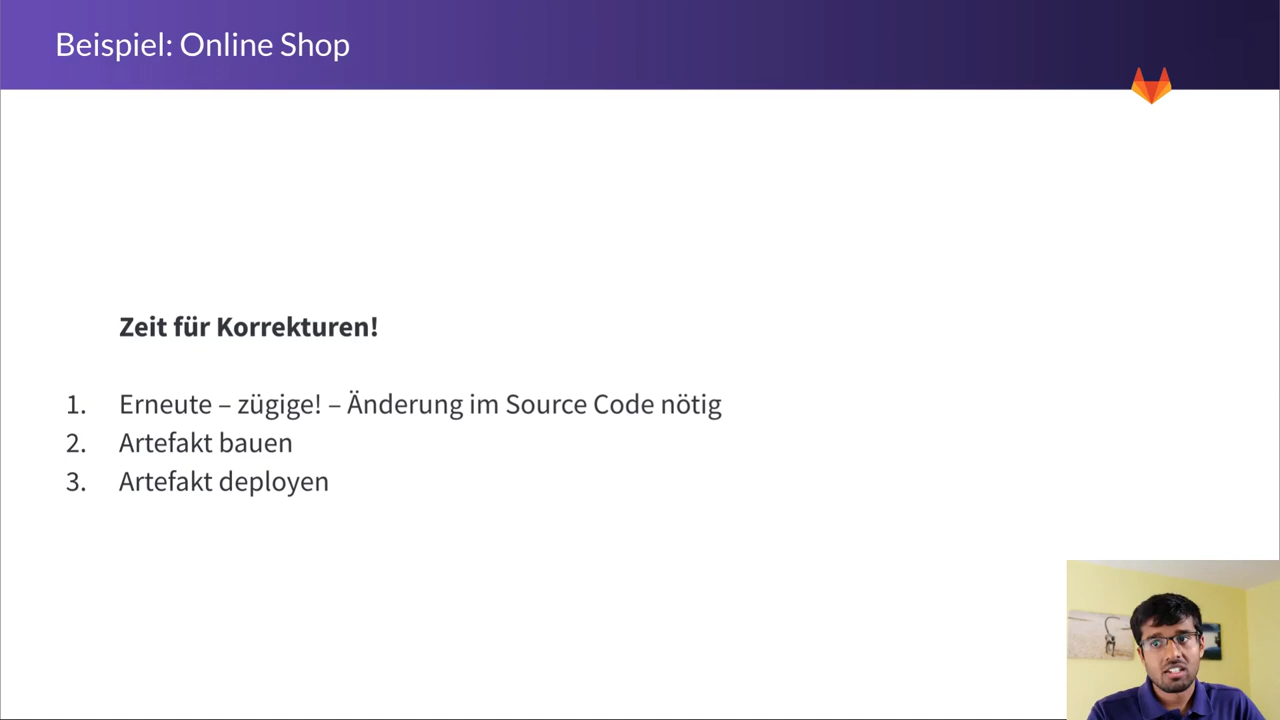 Beispiel: Online Shop
Zeit für Korrekturen!
1. Erneute – zügige! – Änderung im Source Code nötig
2. Artefakt bauen
3. Artefakt deployen